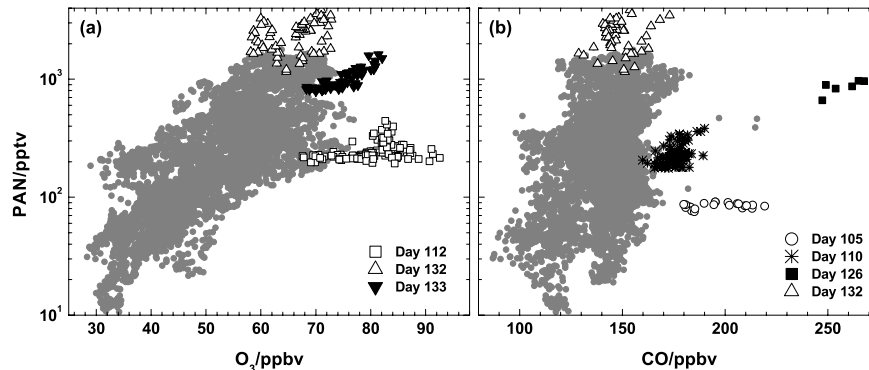 (a)
(b)
PAN/pptv
10³
10²
10¹
30 40 50 60 70 80 90
100 150 200 250
O₃/ppbv
CO/ppbv
Day 112
Day 132
Day 133
Day 105
Day 110
Day 126
Day 132